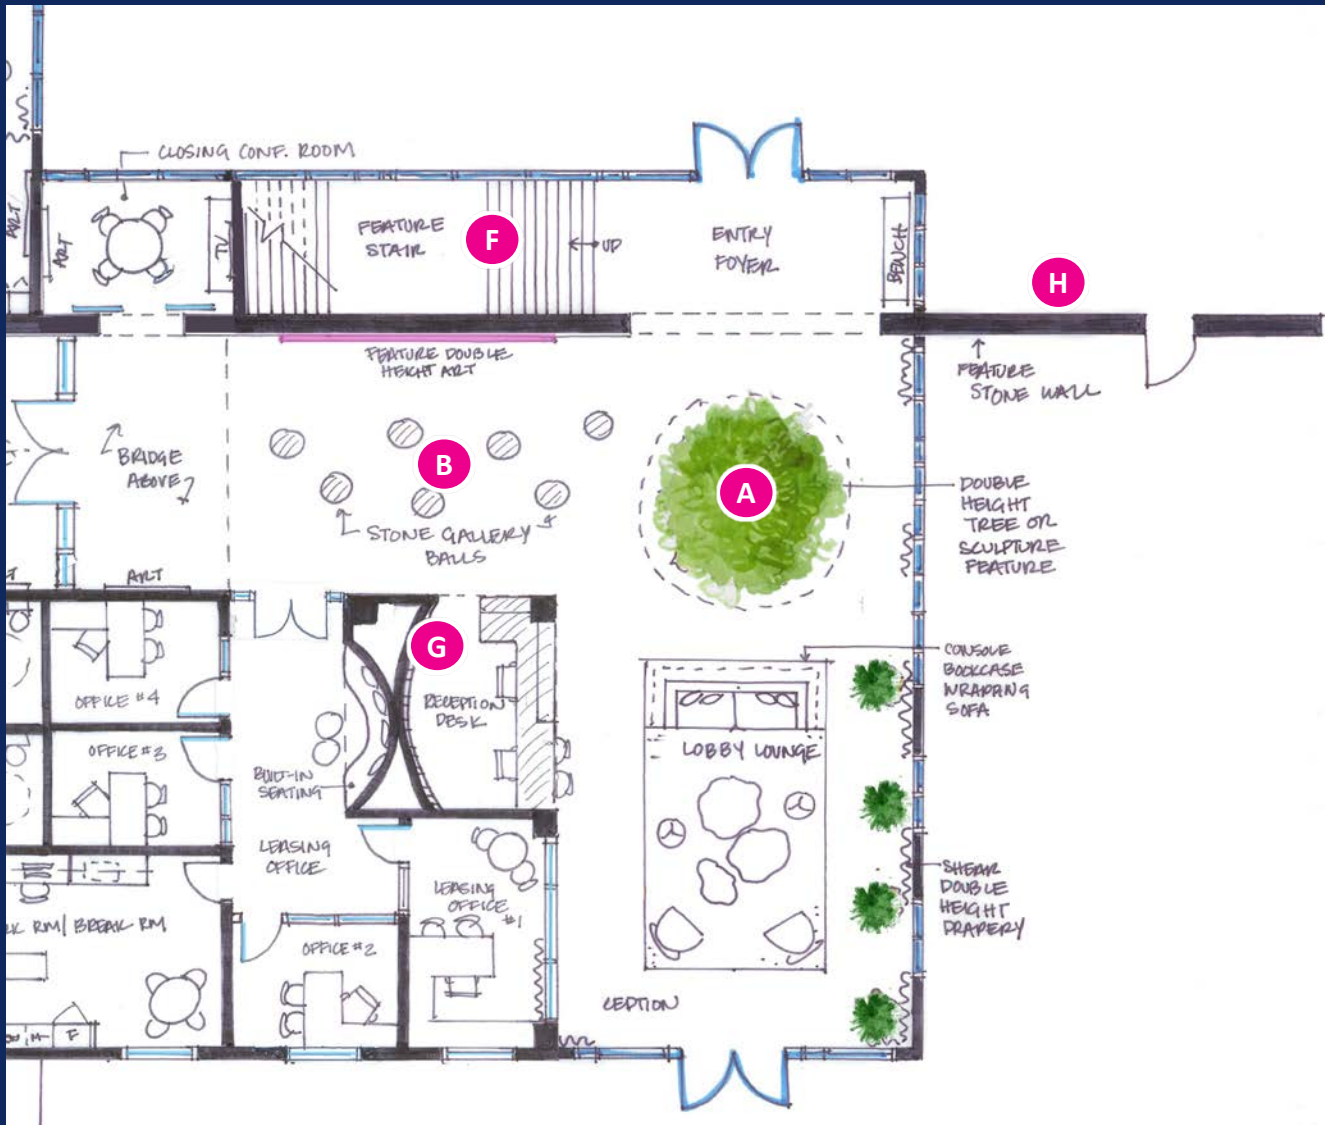 CLOSING CONF. ROOM
ART
ART
TV
FEATURE
STAIR
F
UP
ENTRY
FOYER
BENCH
H
FEATURE DOUBLE
HEIGHT ART
FEATURE
STONE WALL
BRIDGE
ABOVE
B
STONE GALLERY
BALLS
A
DOUBLE
HEIGHT
TREE OR
SCULPTURE
FEATURE
ART
G
OFFICE #4
RECEPTION
DESK
CONSOLE
BOOKCASE
WRAPPING
SOFA
OFFICE #3
BUILT-IN
SEATING
LOBBY LOUNGE
LEASING
OFFICE
LEASING
OFFICE
#1
SHEAR
DOUBLE
HEIGHT
DRAPERY
RM/ BREAK RM
OFFICE #2
CEPTION
F